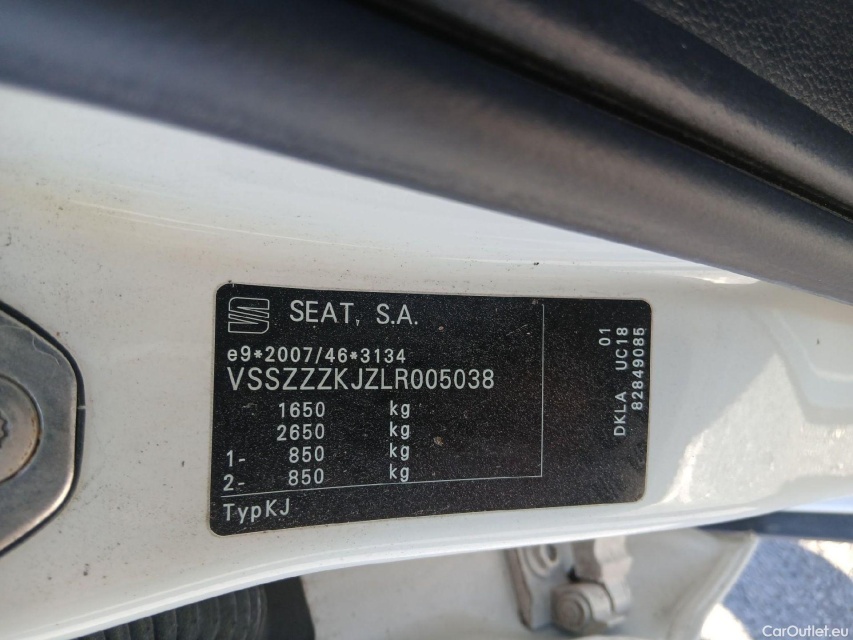 SEAT, S.A.
e9*2007/46*3134
VSSZZZKJZLR005038
1650 kg
2650 kg
1- 850 kg
2- 850 kg
TypKJ
01
DKLA UC18
82849085
CarOutlet.eu